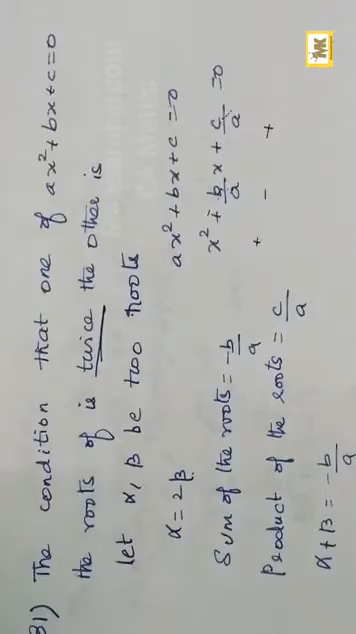 31) The condition that one of ax²+bx+c=0
the roots of is twice the other is
let α, β be two roots
α = 2β
ax²+bx+c=0
x² + b/a x + c/a = 0
+ - +
Sum of the roots = -b/a
Product of the roots = c/a
α+β = -b/a
MK